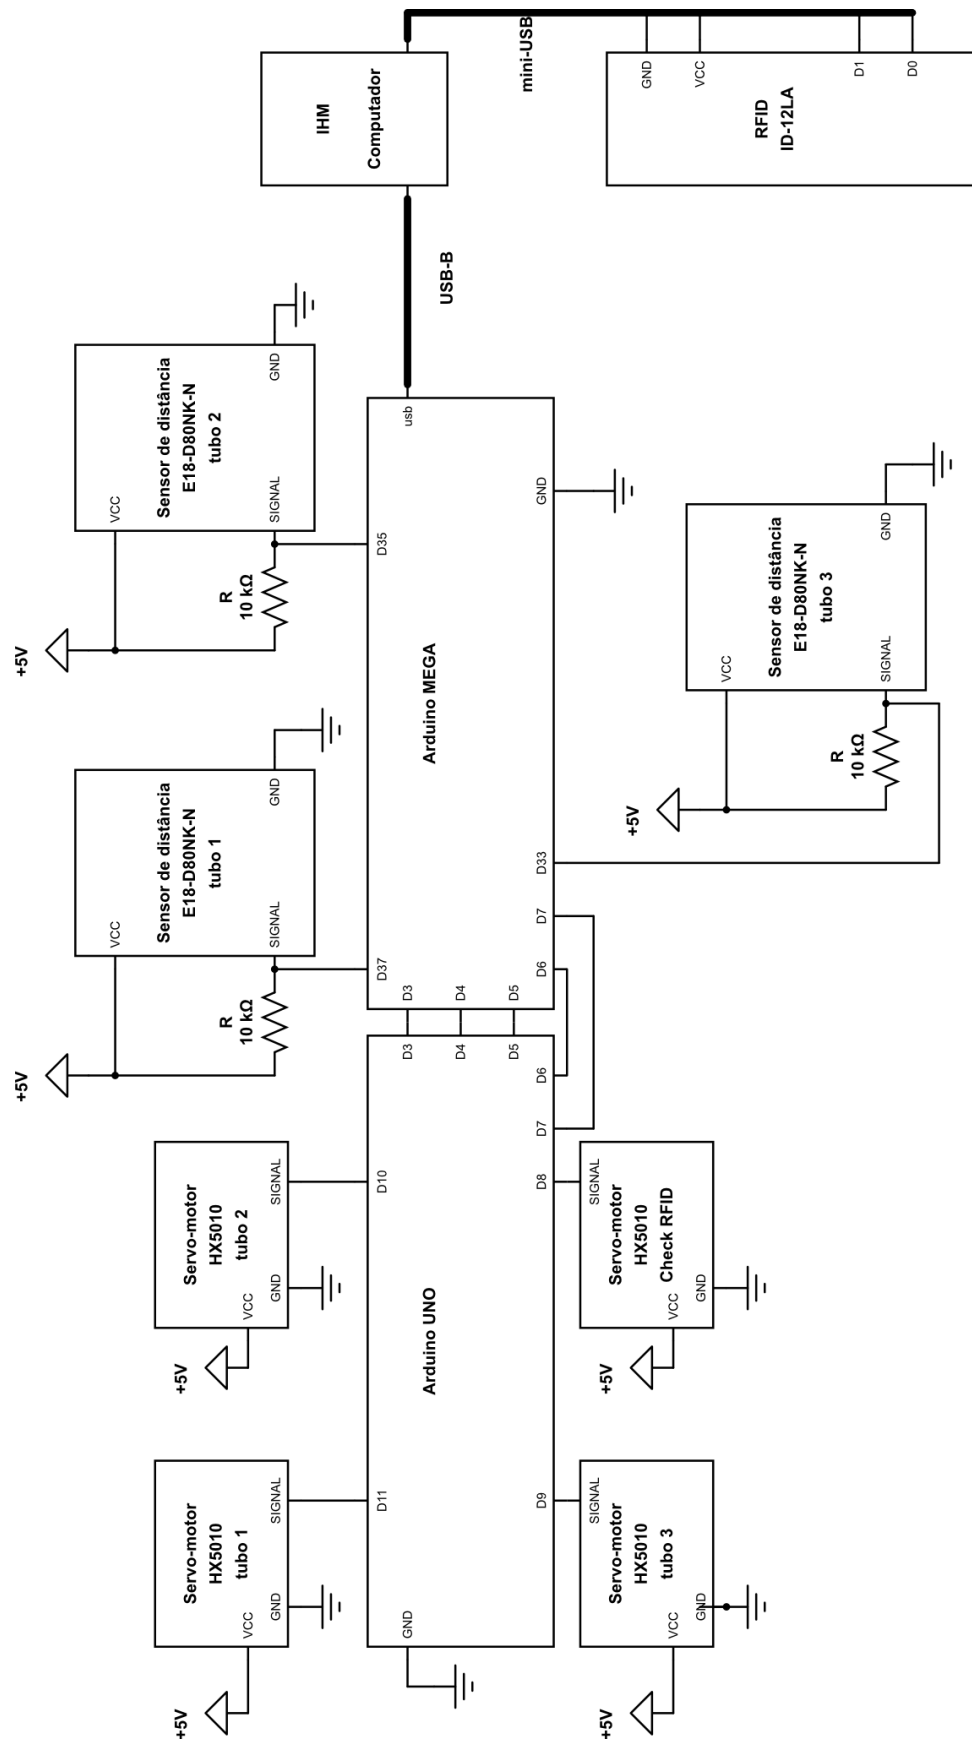 +5V
Servo-motor
HX5010
tubo 1
VCC
GND
SIGNAL
+5V
Servo-motor
HX5010
tubo 2
VCC
GND
SIGNAL
+5V
R
10 kΩ
Sensor de distância
E18-D80NK-N
tubo 1
VCC
SIGNAL
GND
+5V
R
10 kΩ
Sensor de distância
E18-D80NK-N
tubo 2
VCC
SIGNAL
GND
IHM
Computador
mini-USB
USB-B
GND
VCC
D1
D0
RFID
ID-12LA
Arduino UNO
GND
D11
D10
D3
D4
D5
D6
D7
D8
D9
Arduino MEGA
D3
D4
D5
D37
D35
usb
D6
D7
D33
GND
+5V
Servo-motor
HX5010
tubo 3
VCC
GND
SIGNAL
+5V
Servo-motor
HX5010
Check RFID
VCC
GND
SIGNAL
+5V
R
10 kΩ
Sensor de distância
E18-D80NK-N
tubo 3
VCC
SIGNAL
GND